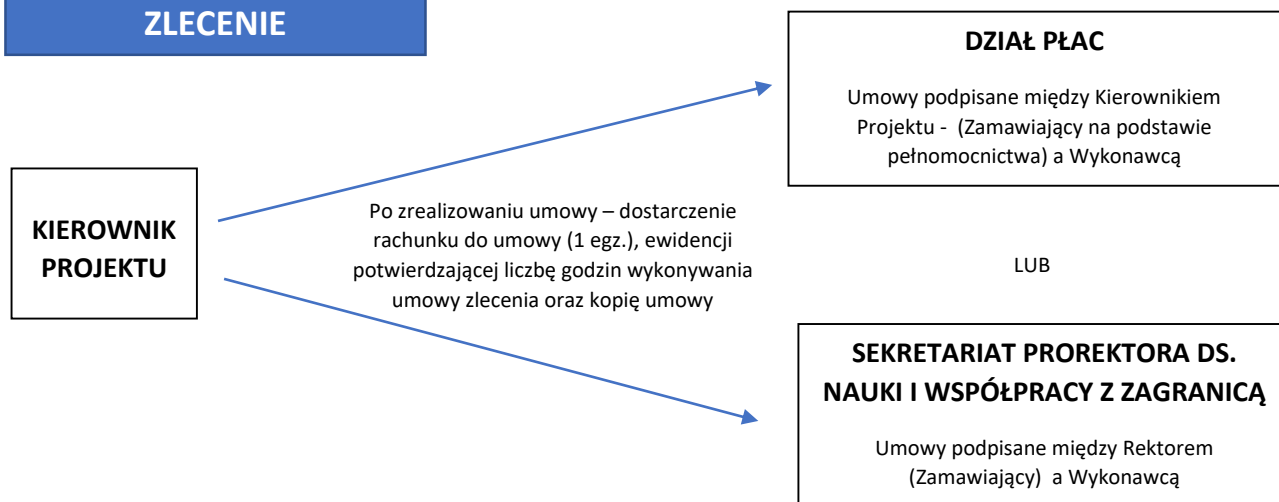 ZLECENIE
DZIAŁ PŁAC
Umowy podpisane między Kierownikiem
Projektu - (Zamawiający na podstawie
pełnomocnictwa) a Wykonawcą
KIEROWNIK
PROJEKTU
Po zrealizowaniu umowy – dostarczenie
rachunku do umowy (1 egz.), ewidencji
potwierdzającej liczbę godzin wykonywania
umowy zlecenia oraz kopię umowy
LUB
SEKRETARIAT PROREKTORA DS.
NAUKI I WSPÓŁPRACY Z ZAGRANICĄ
Umowy podpisane między Rektorem
(Zamawiający) a Wykonawcą